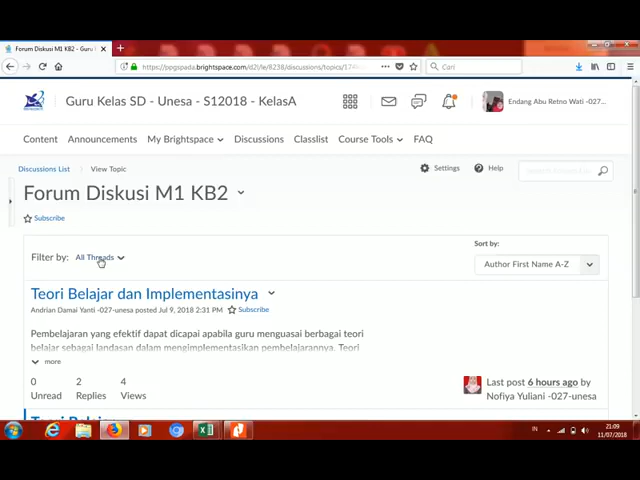 Forum Diskusi M1 KB2 - Guru
https://ppgspada.brightspace.com/d2l/le/8238/discussions/topics/
Cari
Guru Kelas SD - Unesa - S12018 - KelasA
Endang Abu Retno Wati -027-...
Content Announcements My Brightspace Discussions Classlist Course Tools FAQ
Discussions List View Topic Settings Help
Forum Diskusi M1 KB2
Subscribe
Filter by: All Threads
Sort by:
Author First Name A-Z
Teori Belajar dan Implementasinya
Andrian Damai Yanti -027-unesa posted Jul 9, 2018 2:31 PM Subscribe
Pembelajaran yang efektif dapat dicapai apabila guru menguasai berbagai teori
belajar sebagai landasan dalam mengimplementasikan pembelajarannya. Teori
more
0 2 4
Unread Replies Views
Last post 6 hours ago by
Nofiya Yuliani -027-unesa
IN
21:09
11/07/2018